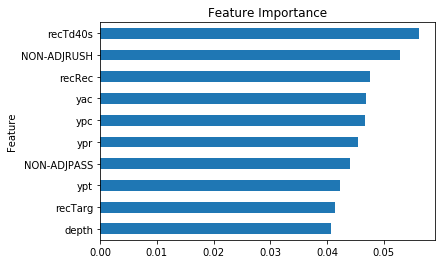 Feature Importance
recTd40s
NON-ADJRUSH
recRec
yac
ypc
ypr
NON-ADJPASS
ypt
recTarg
depth
Feature
0.00 0.01 0.02 0.03 0.04 0.05